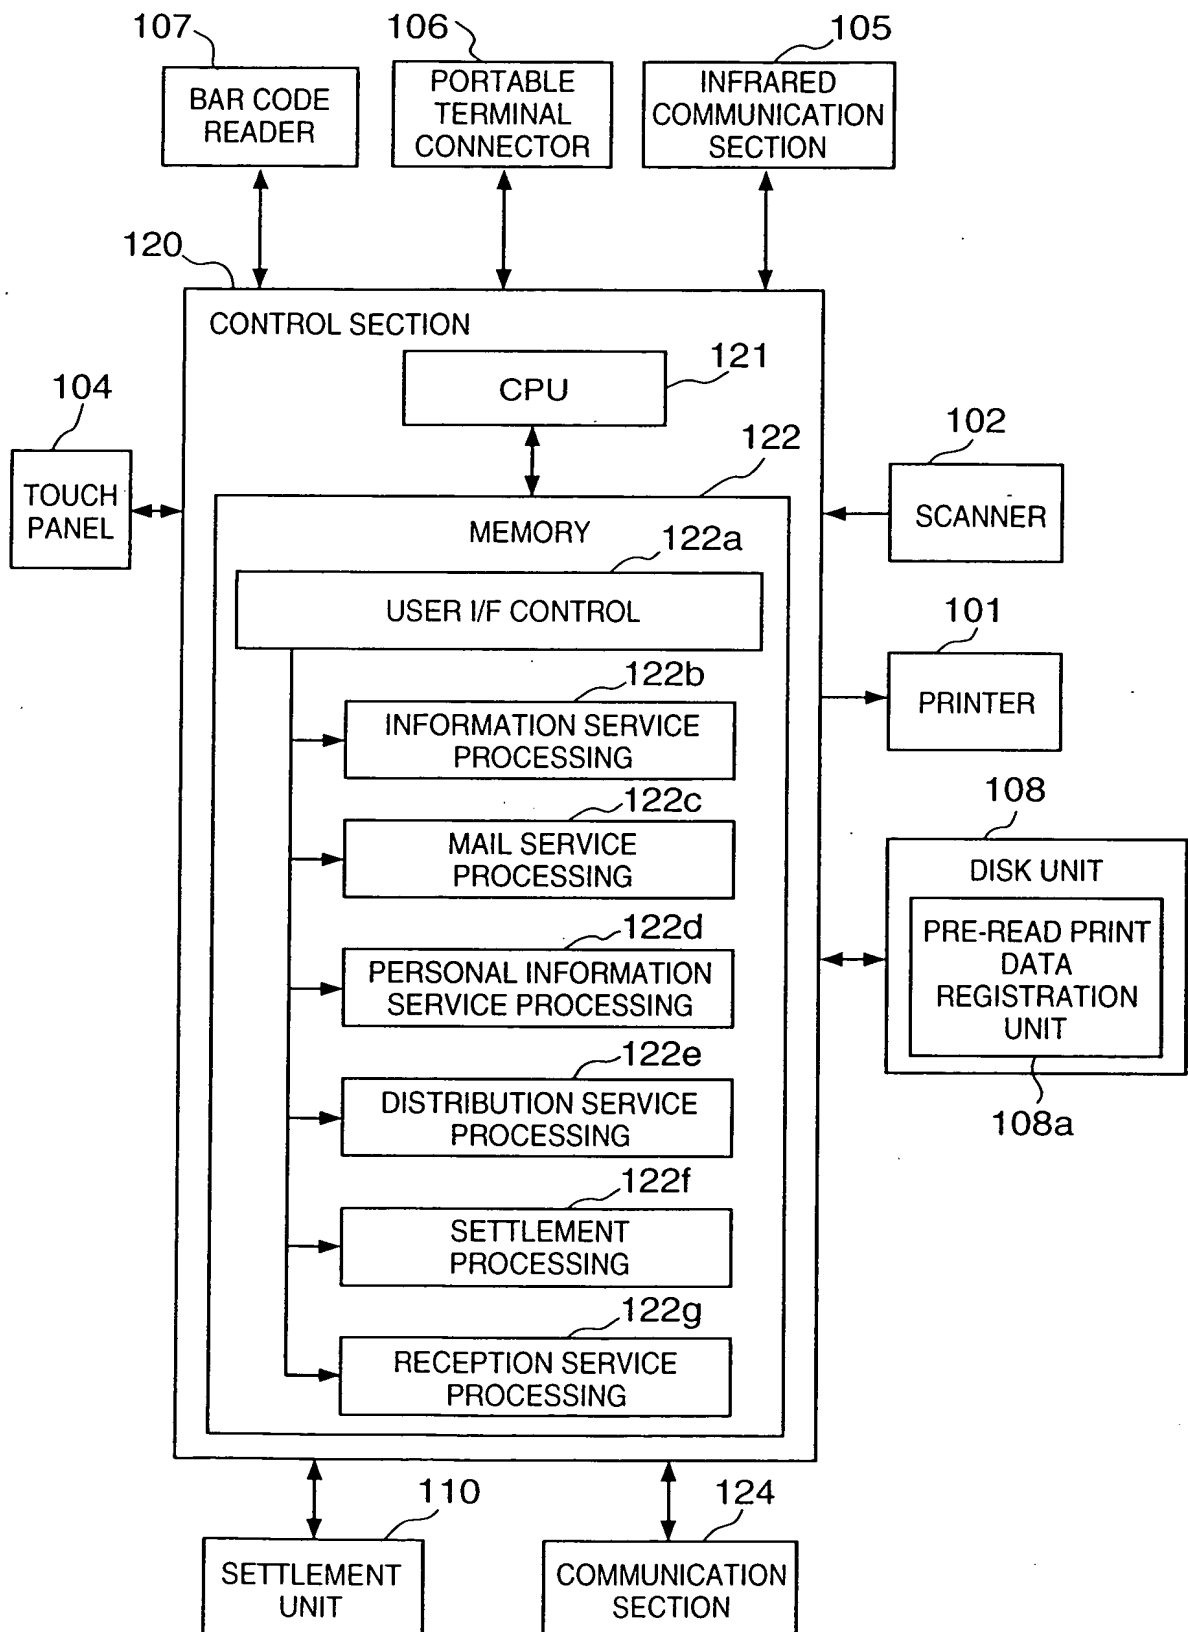 107
106
105
BAR CODE
READER
PORTABLE
TERMINAL
CONNECTOR
INFRARED
COMMUNICATION
SECTION
120
CONTROL SECTION
121
CPU
104
TOUCH
PANEL
122
MEMORY
102
SCANNER
122a
USER I/F CONTROL
101
PRINTER
122b
INFORMATION SERVICE
PROCESSING
122c
MAIL SERVICE
PROCESSING
108
DISK UNIT
PRE-READ PRINT
DATA
REGISTRATION
UNIT
108a
122d
PERSONAL INFORMATION
SERVICE PROCESSING
122e
DISTRIBUTION SERVICE
PROCESSING
122f
SETTLEMENT
PROCESSING
122g
RECEPTION SERVICE
PROCESSING
110
SETTLEMENT
UNIT
124
COMMUNICATION
SECTION